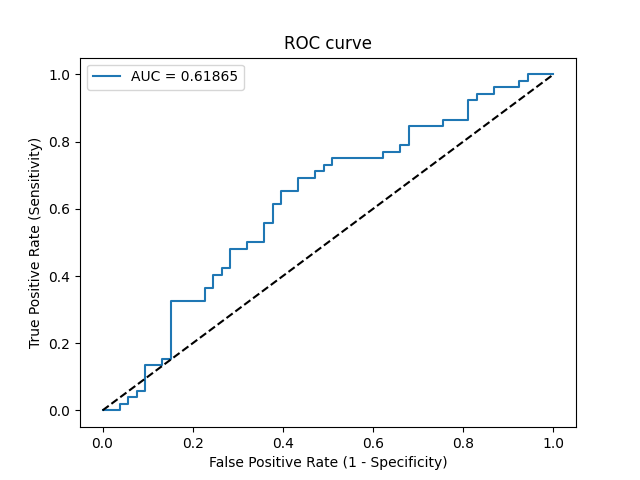 ROC curve
AUC = 0.61865
True Positive Rate (Sensitivity)
1.0
0.8
0.6
0.4
0.2
0.0
0.0 0.2 0.4 0.6 0.8 1.0
False Positive Rate (1 - Specificity)